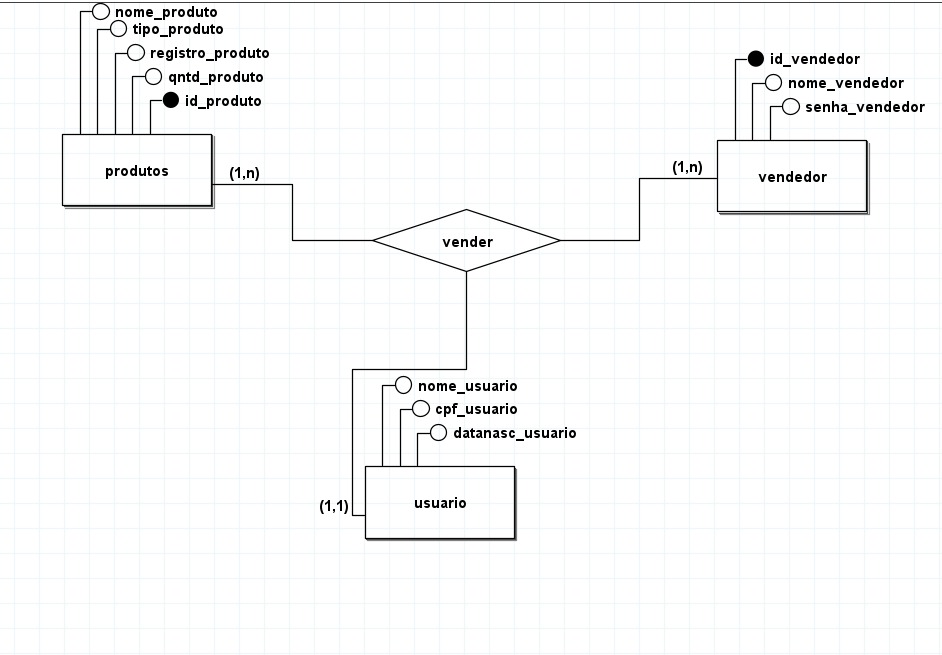 nome_produto
tipo_produto
registro_produto
qntd_produto
id_produto
produtos
(1,n)
id_vendedor
nome_vendedor
senha_vendedor
vendedor
(1,n)
vender
nome_usuario
cpf_usuario
datanasc_usuario
usuario
(1,1)